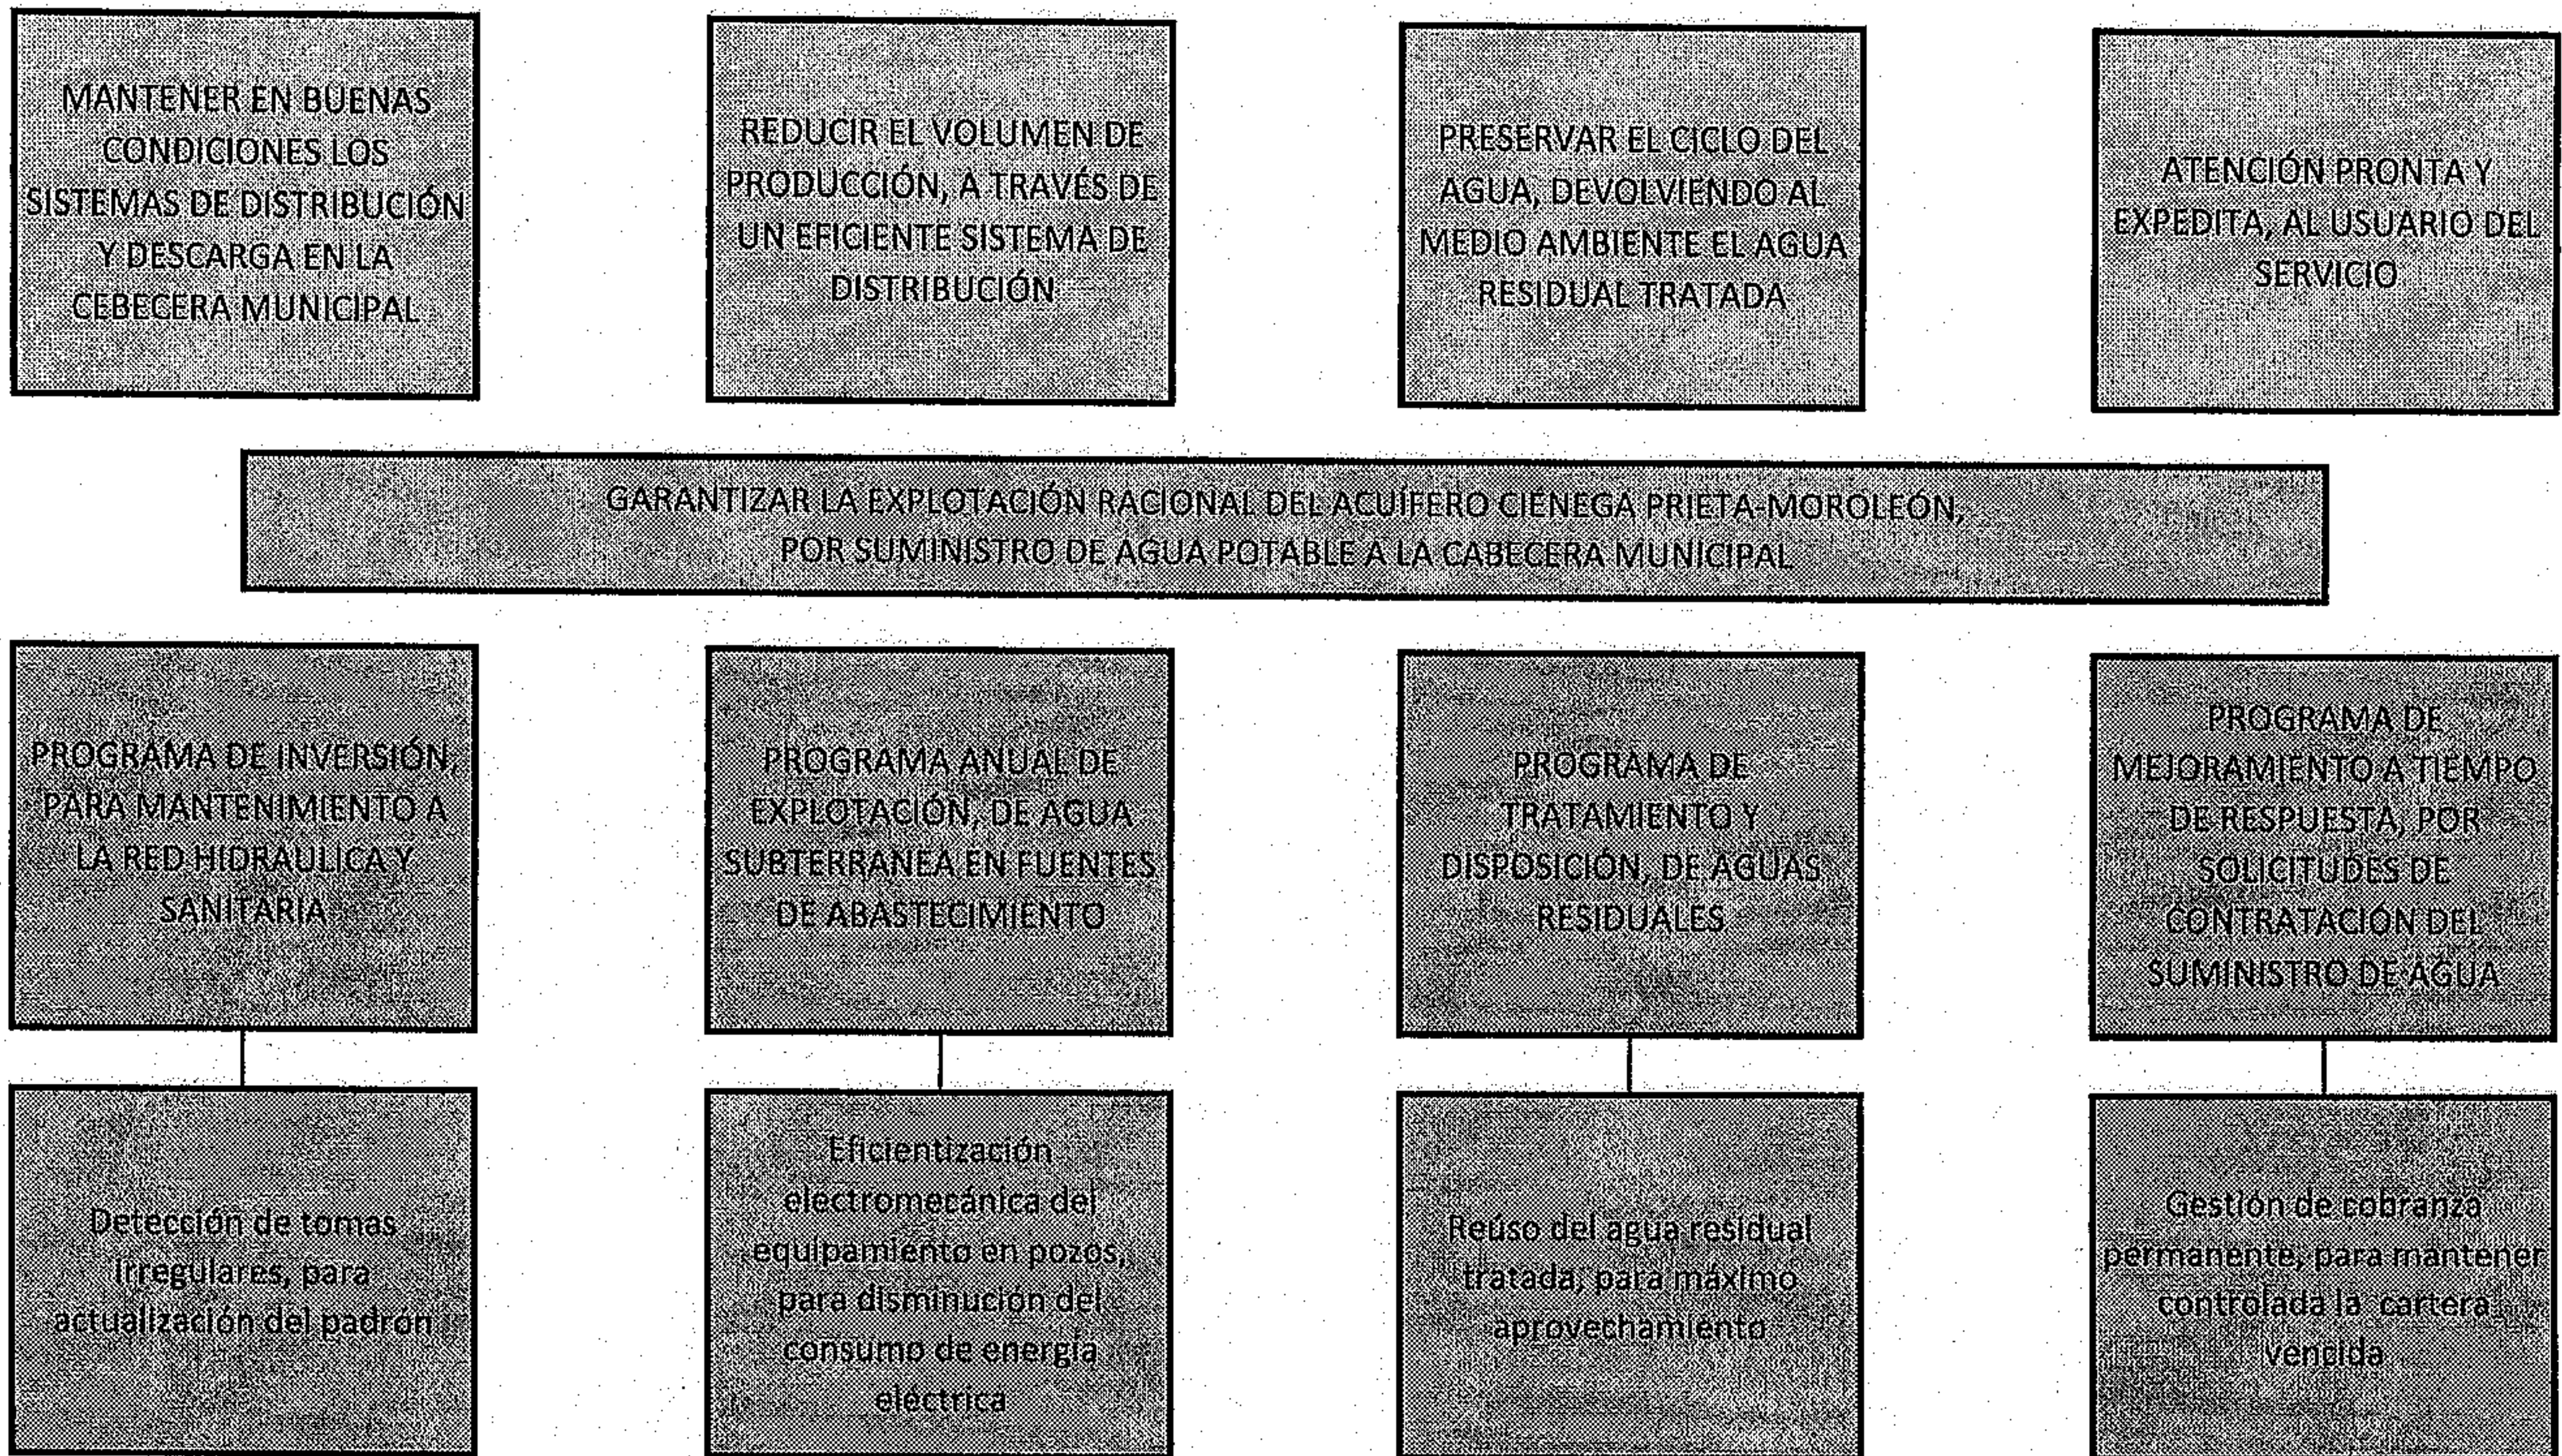 MANTENER EN BUENAS
CONDICIONES LOS
SISTEMAS DE DISTRIBUCIÓN
Y DESCARGA EN LA
CEBECERA MUNICIPAL
REDUCIR EL VOLUMEN DE
PRODUCCIÓN, A TRAVÉS DE
UN EFICIENTE SISTEMA DE
DISTRIBUCIÓN
PRESERVAR EL CICLO DEL
AGUA, DEVOLVIENDO AL
MEDIO AMBIENTE EL AGUA
RESIDUAL TRATADA
ATENCIÓN PRONTA Y
EXPEDITA, AL USUARIO DEL
SERVICIO
GARANTIZAR LA EXPLOTACIÓN RACIONAL DEL ACUÍFERO CIÉNEGA PRIETA-MOROLEÓN,
POR SUMINISTRO DE AGUA POTABLE A LA CABECERA MUNICIPAL
PROGRAMA DE INVERSIÓN,
PARA MANTENIMIENTO A
LA RED HIDRÁULICA Y
SANITARIA
PROGRAMA ANUAL DE
EXPLOTACIÓN, DE AGUA
SUBTERRANEA EN FUENTES
DE ABASTECIMIENTO
PROGRAMA DE
TRATAMIENTO Y
DISPOSICIÓN, DE AGUAS
RESIDUALES
PROGRAMA DE
MEJORAMIENTO A TIEMPO
DE RESPUESTA, POR
SOLICITUDES DE
CONTRATACIÓN DEL
SUMINISTRO DE AGUA
Detección de tomas
irregulares, para
actualización del padrón
Eficientización
electromecánica del
equipamiento en pozos,
para disminución del
consumo de energía
eléctrica
Reúso del agua residual
tratada, para máximo
aprovechamiento
Gestión de cobranza
permanente, para mantener
controlada la cartera
vencida